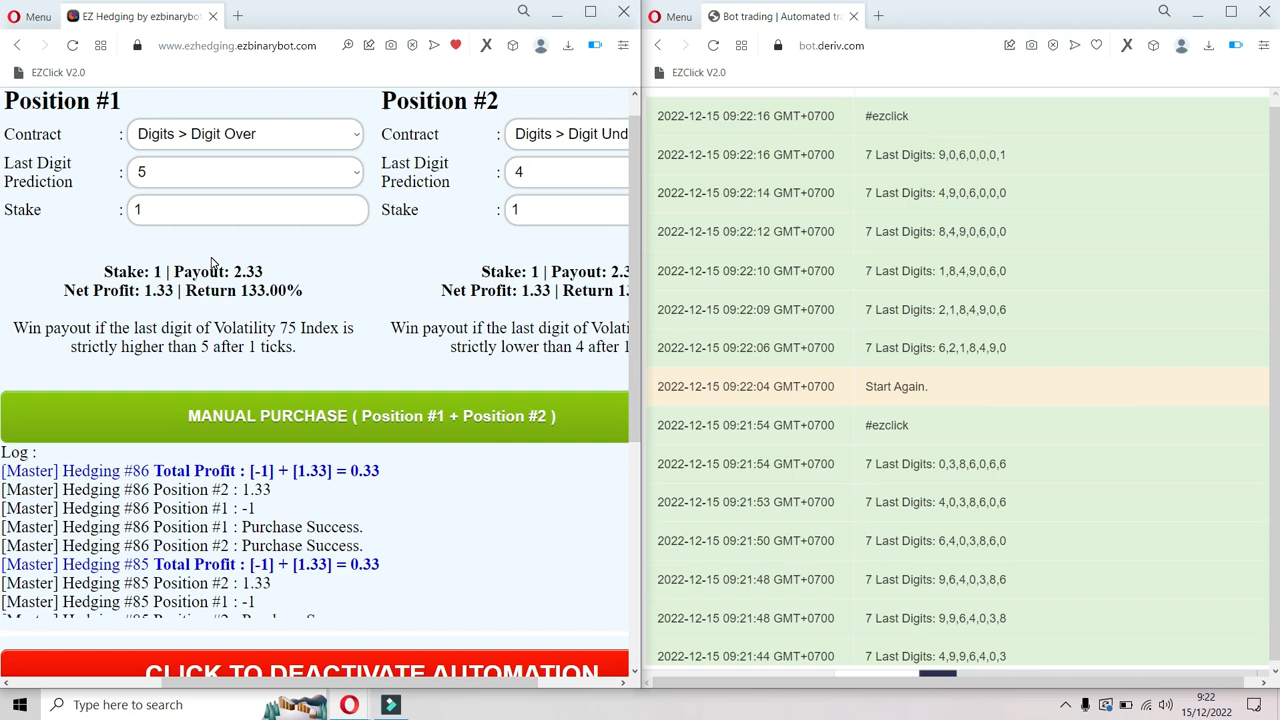 Menu
EZ Hedging by ezbinarybot.
www.ezhedging.ezbinarybot.com
EZClick V2.0
Position #1
Contract : Digits > Digit Over
Last Digit
Prediction : 5
Stake : 1
Stake: 1 | Payout: 2.33
Net Profit: 1.33 | Return 133.00%
Win payout if the last digit of Volatility 75 Index is
strictly higher than 5 after 1 ticks.
Position #2
Contract : Digits > Digit Und
Last Digit
Prediction : 4
Stake : 1
Stake: 1 | Payout: 2.3
Net Profit: 1.33 | Return 1
Win payout if the last digit of Volati
strictly lower than 4 after 1
MANUAL PURCHASE ( Position #1 + Position #2 )
Log :
[Master] Hedging #86 Total Profit : [-1] + [1.33] = 0.33
[Master] Hedging #86 Position #2 : 1.33
[Master] Hedging #86 Position #1 : -1
[Master] Hedging #86 Position #1 : Purchase Success.
[Master] Hedging #86 Position #2 : Purchase Success.
[Master] Hedging #85 Total Profit : [-1] + [1.33] = 0.33
[Master] Hedging #85 Position #2 : 1.33
[Master] Hedging #85 Position #1 : -1
CLICK TO DEACTIVATE AUTOMATION
Menu
Bot trading | Automated tr
bot.deriv.com
EZClick V2.0
2022-12-15 09:22:16 GMT+0700 #ezclick
2022-12-15 09:22:16 GMT+0700 7 Last Digits: 9,0,6,0,0,0,1
2022-12-15 09:22:14 GMT+0700 7 Last Digits: 4,9,0,6,0,0,0
2022-12-15 09:22:12 GMT+0700 7 Last Digits: 8,4,9,0,6,0,0
2022-12-15 09:22:10 GMT+0700 7 Last Digits: 1,8,4,9,0,6,0
2022-12-15 09:22:09 GMT+0700 7 Last Digits: 2,1,8,4,9,0,6
2022-12-15 09:22:06 GMT+0700 7 Last Digits: 6,2,1,8,4,9,0
2022-12-15 09:22:04 GMT+0700 Start Again.
2022-12-15 09:21:54 GMT+0700 #ezclick
2022-12-15 09:21:54 GMT+0700 7 Last Digits: 0,3,8,6,0,6,6
2022-12-15 09:21:53 GMT+0700 7 Last Digits: 4,0,3,8,6,0,6
2022-12-15 09:21:50 GMT+0700 7 Last Digits: 6,4,0,3,8,6,0
2022-12-15 09:21:48 GMT+0700 7 Last Digits: 9,6,4,0,3,8,6
2022-12-15 09:21:48 GMT+0700 7 Last Digits: 9,9,6,4,0,3,8
2022-12-15 09:21:44 GMT+0700 7 Last Digits: 4,9,9,6,4,0,3
Type here to search
9:22
15/12/2022